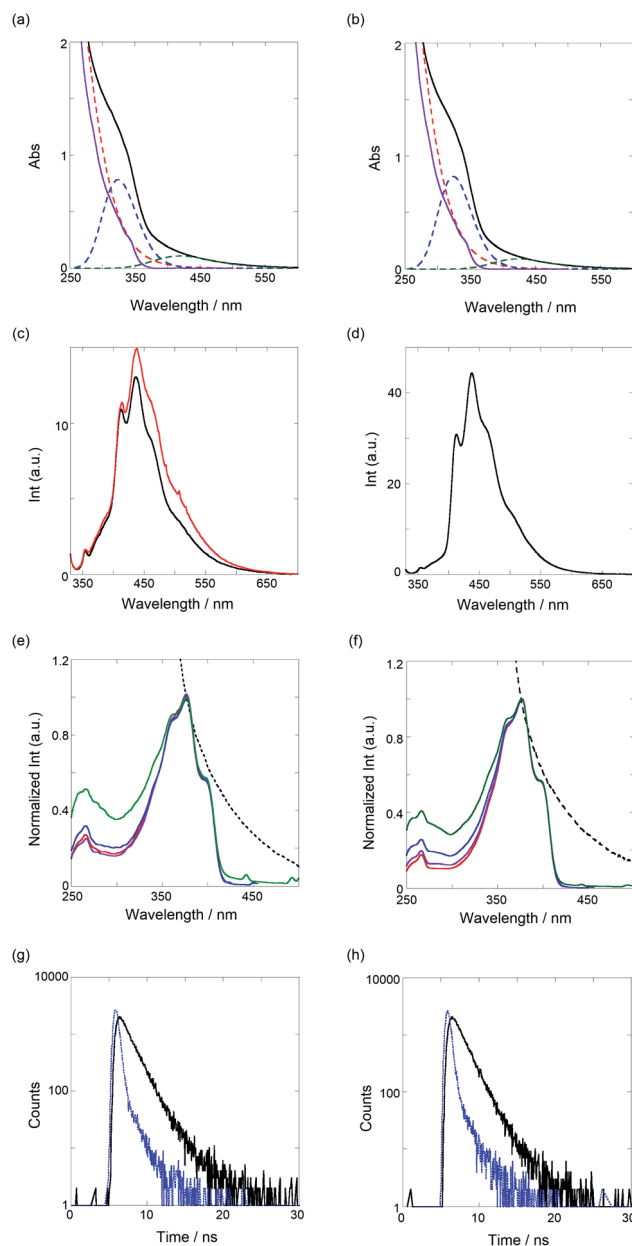 (a)
(b)
2
1
0
Abs
250
350
450
550
Wavelength / nm
2
1
0
Abs
250
350
450
550
Wavelength / nm
(c)
(d)
10
0
Int (a.u.)
350
450
550
650
Wavelength / nm
40
20
0
Int (a.u.)
350
450
550
650
Wavelength / nm
(e)
(f)
1.2
0.8
0.4
0
Normalized Int (a.u.)
250
350
450
Wavelength / nm
1.2
0.8
0.4
0
Normalized Int (a.u.)
250
350
450
Wavelength / nm
(g)
(h)
10000
100
1
Counts
0
10
20
30
Time / ns
10000
100
1
Counts
0
10
20
30
Time / ns